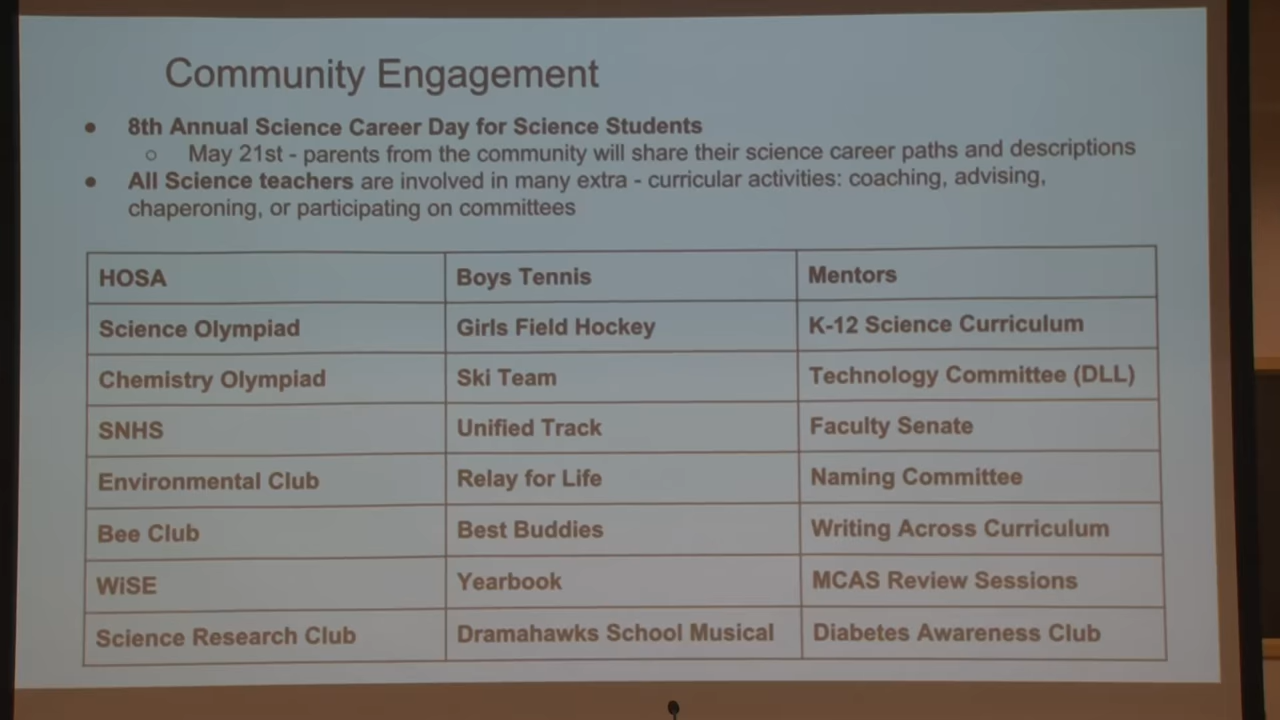 Community Engagement
● 8th Annual Science Career Day for Science Students
○ May 21st - parents from the community will share their science career paths and descriptions
● All Science teachers are involved in many extra - curricular activities: coaching, advising,
chaperoning, or participating on committees
HOSA Boys Tennis Mentors
Science Olympiad Girls Field Hockey K-12 Science Curriculum
Chemistry Olympiad Ski Team Technology Committee (DLL)
SNHS Unified Track Faculty Senate
Environmental Club Relay for Life Naming Committee
Bee Club Best Buddies Writing Across Curriculum
WiSE Yearbook MCAS Review Sessions
Science Research Club Dramahawks School Musical Diabetes Awareness Club